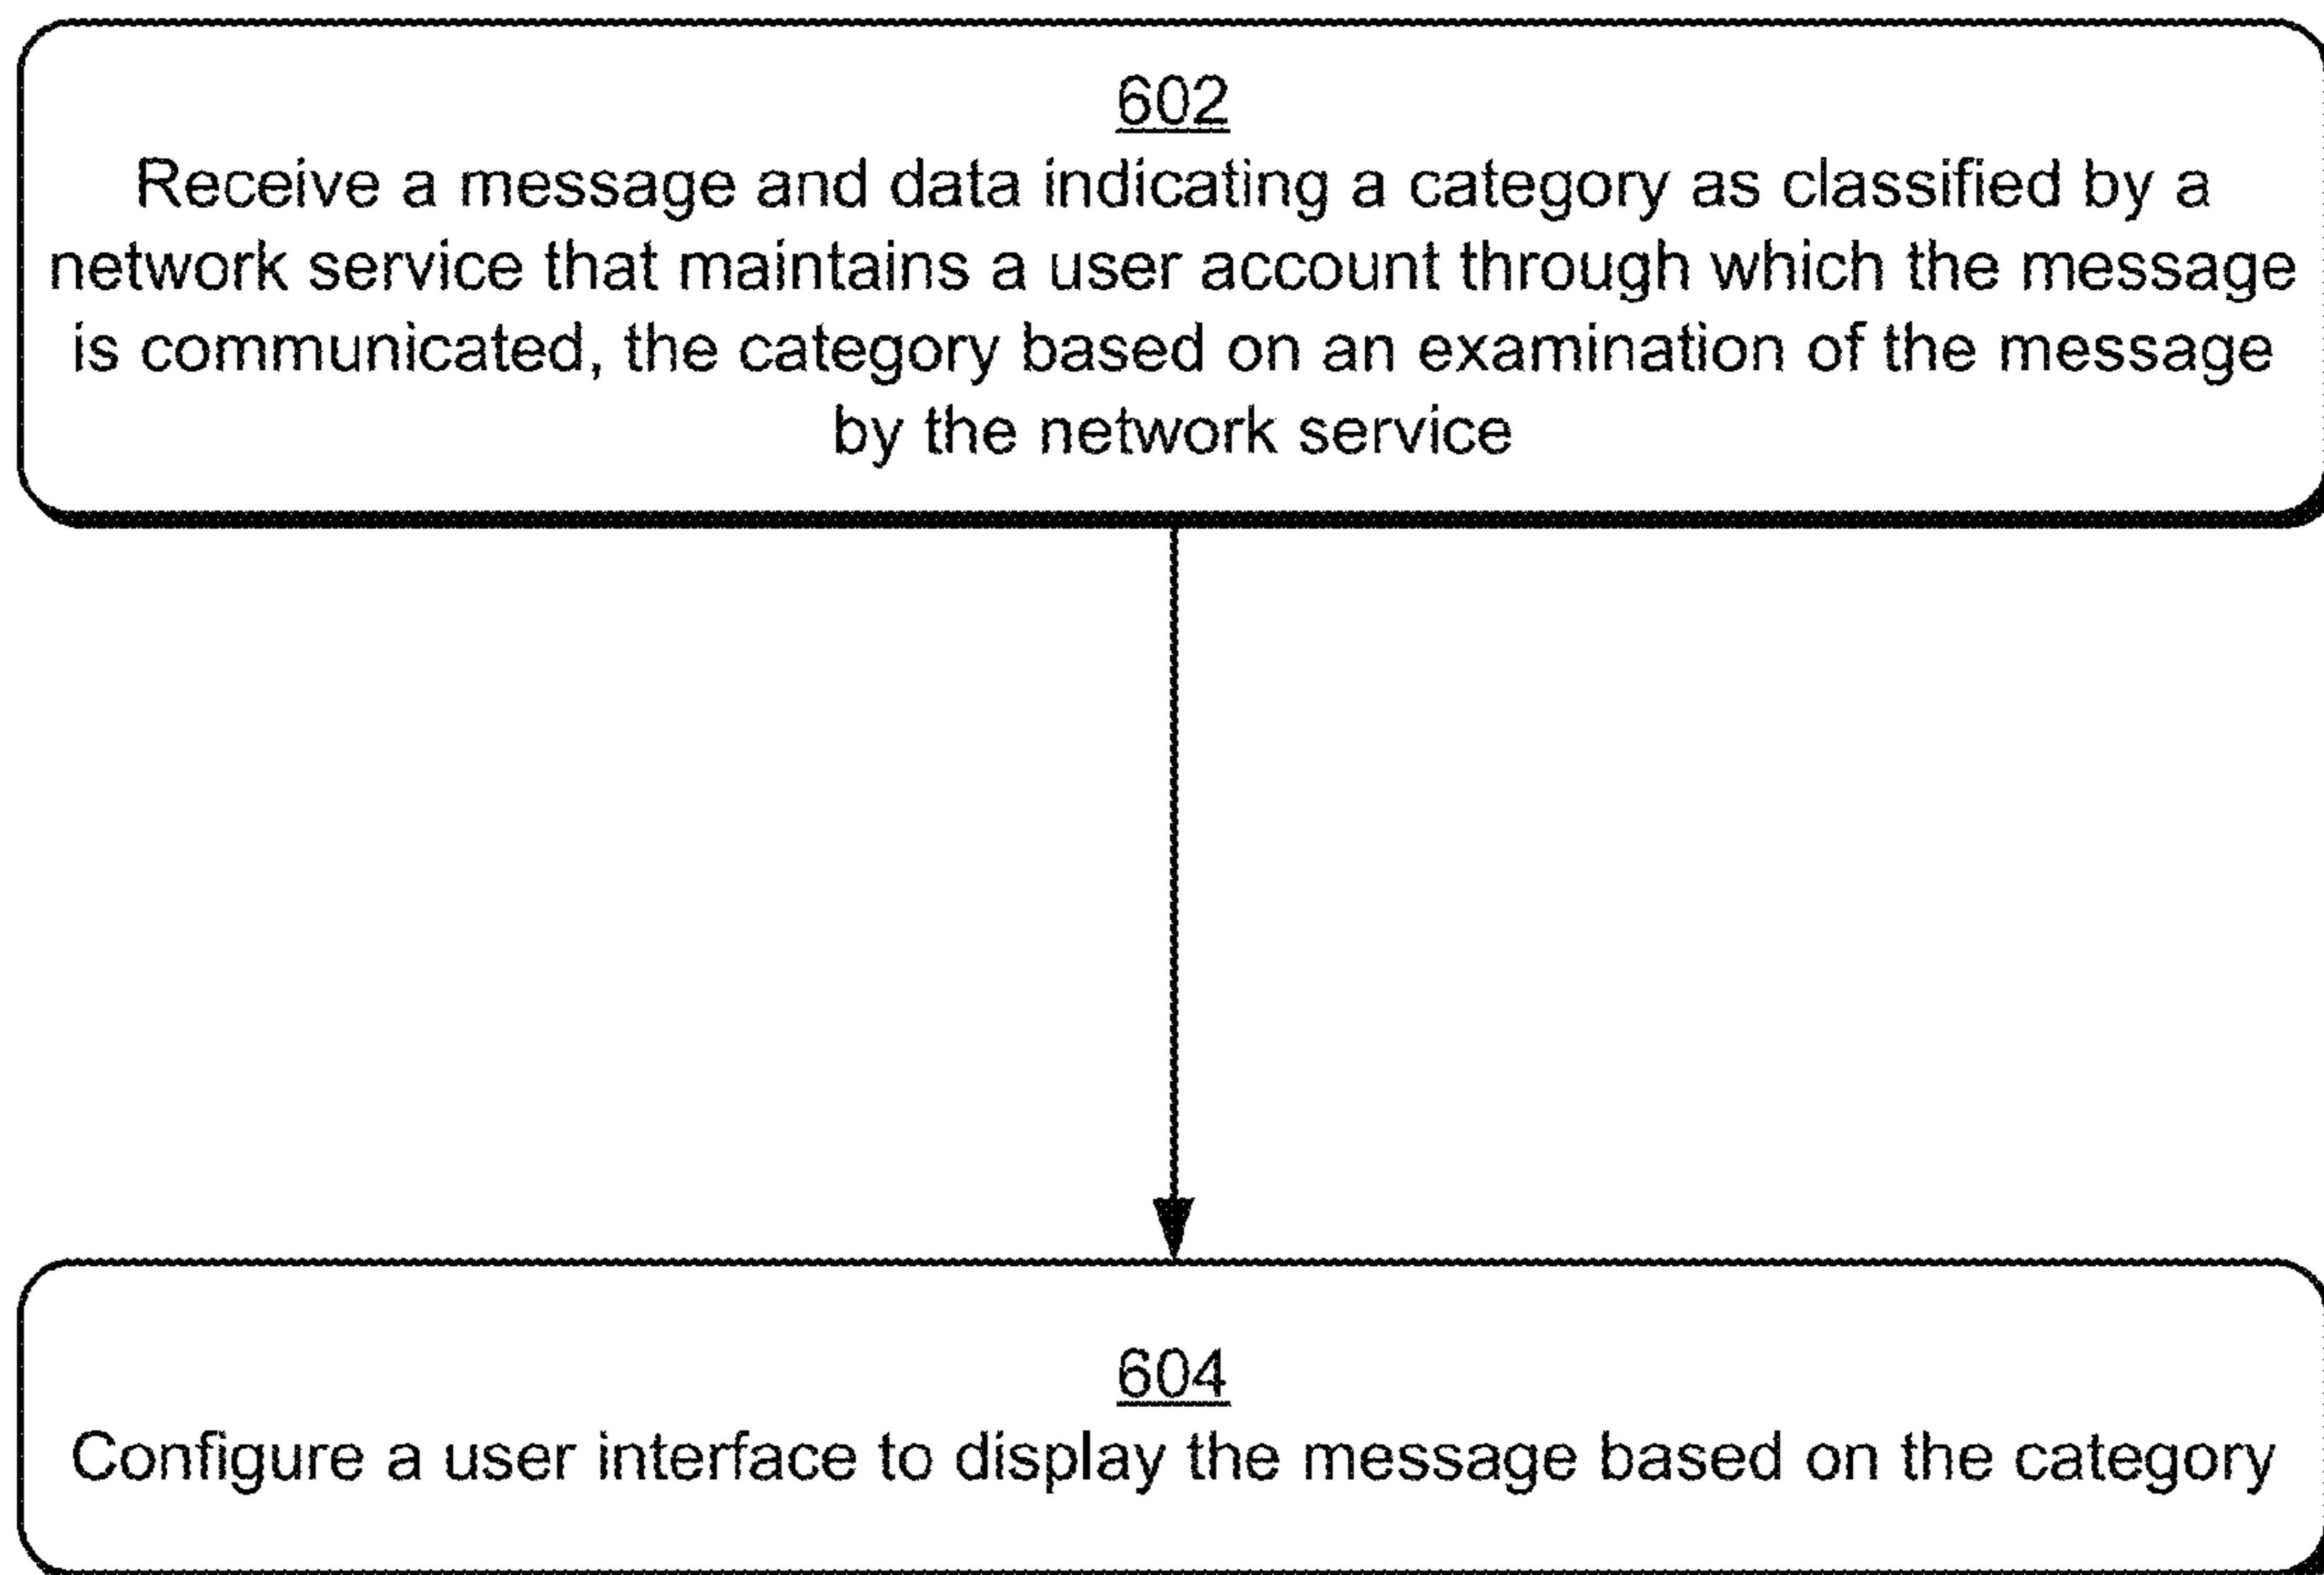 602
Receive a message and data indicating a category as classified by a
network service that maintains a user account through which the message
is communicated, the category based on an examination of the message
by the network service
604
Configure a user interface to display the message based on the category